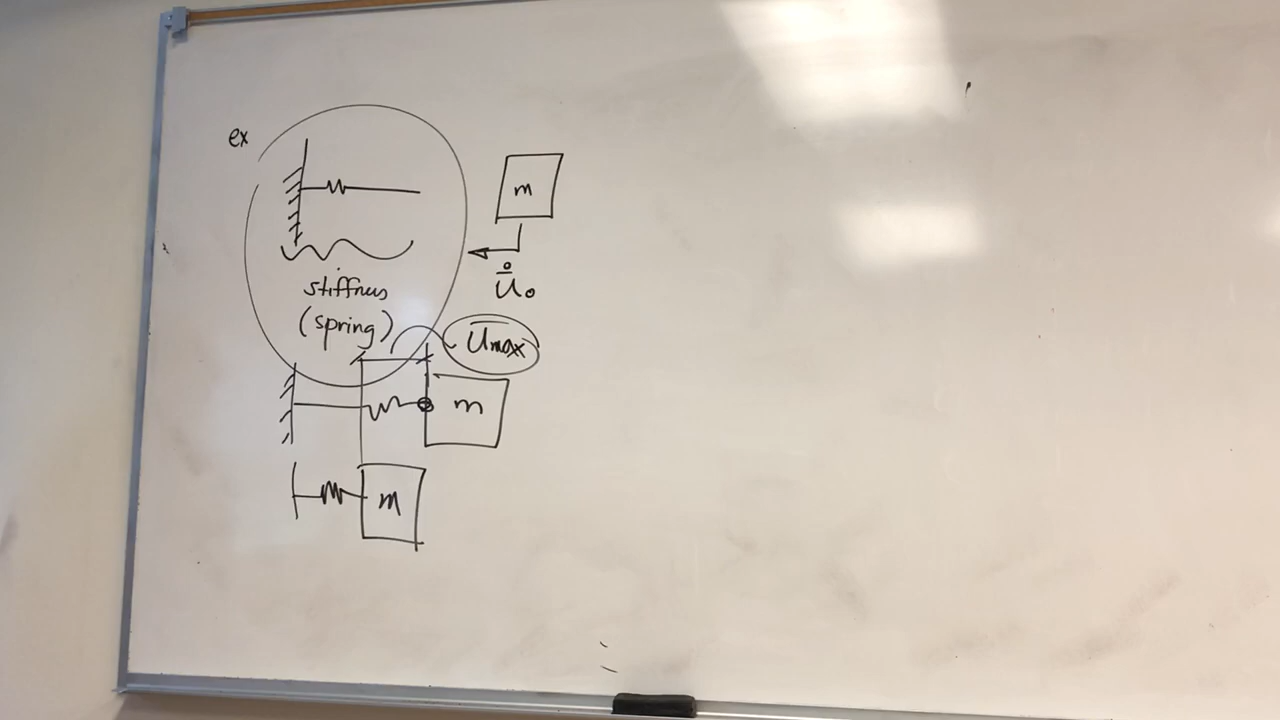 ex
m
u̇₀
stiffness
(spring)
Umax
m
m